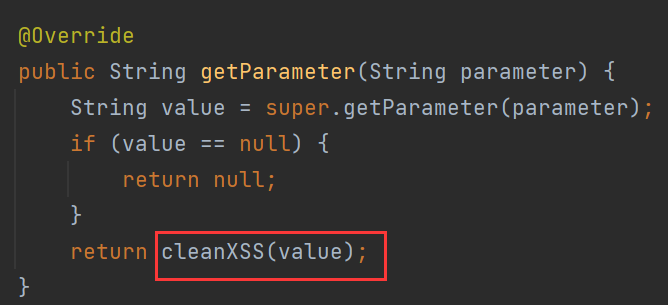 @Override
public String getParameter(String parameter) {
    String value = super.getParameter(parameter);
    if (value == null) {
        return null;
    }
    return cleanXSS(value);
}